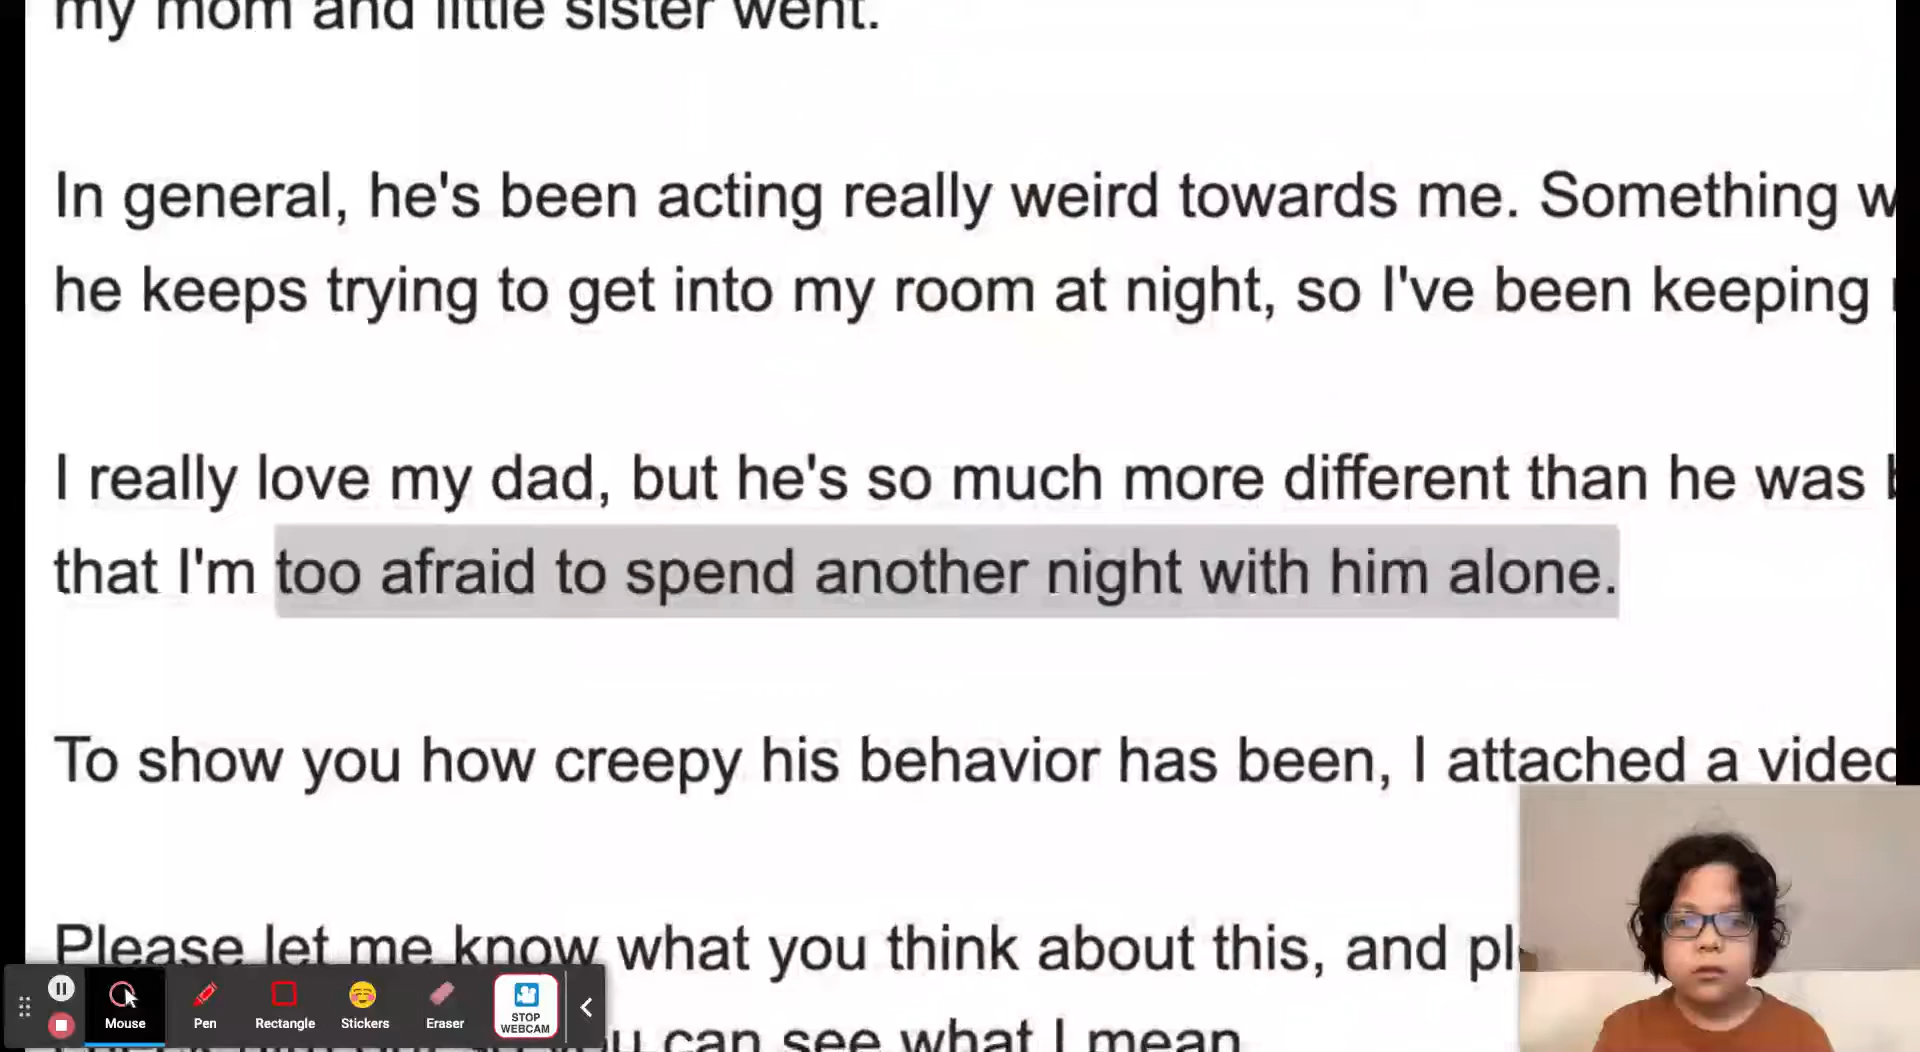 my mom and little sister went.
In general, he's been acting really weird towards me. Something
he keeps trying to get into my room at night, so I've been keeping
I really love my dad, but he's so much more different than he was
that I'm too afraid to spend another night with him alone.
To show you how creepy his behavior has been, I attached a video
Please let me know what you think about this, and
can see what I mean
Mouse
Pen
Rectangle
Stickers
Eraser
STOP
WEBCAM